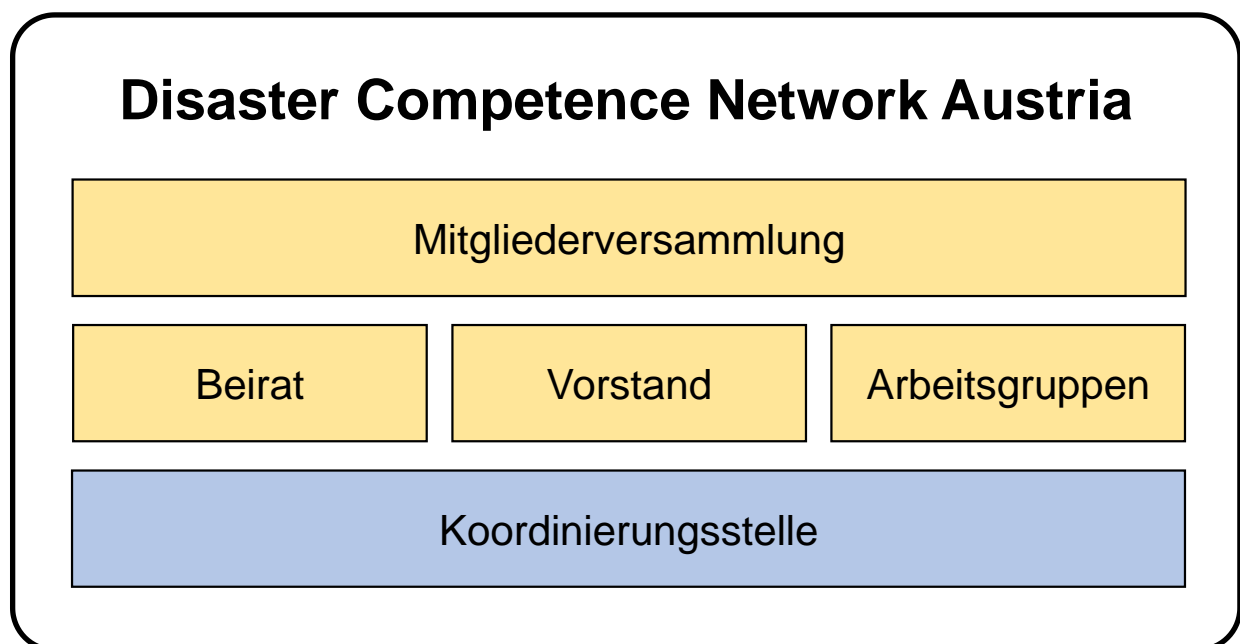 Disaster Competence Network Austria
Mitgliederversammlung
Beirat
Vorstand
Arbeitsgruppen
Koordinierungsstelle